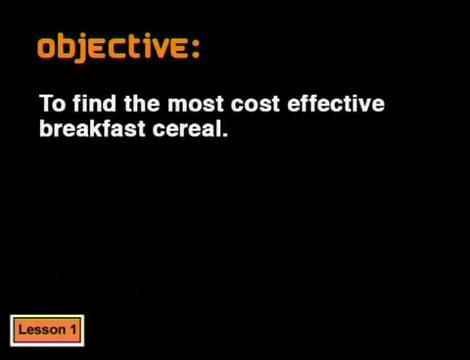 objective:
To find the most cost effective
breakfast cereal.
Lesson 1